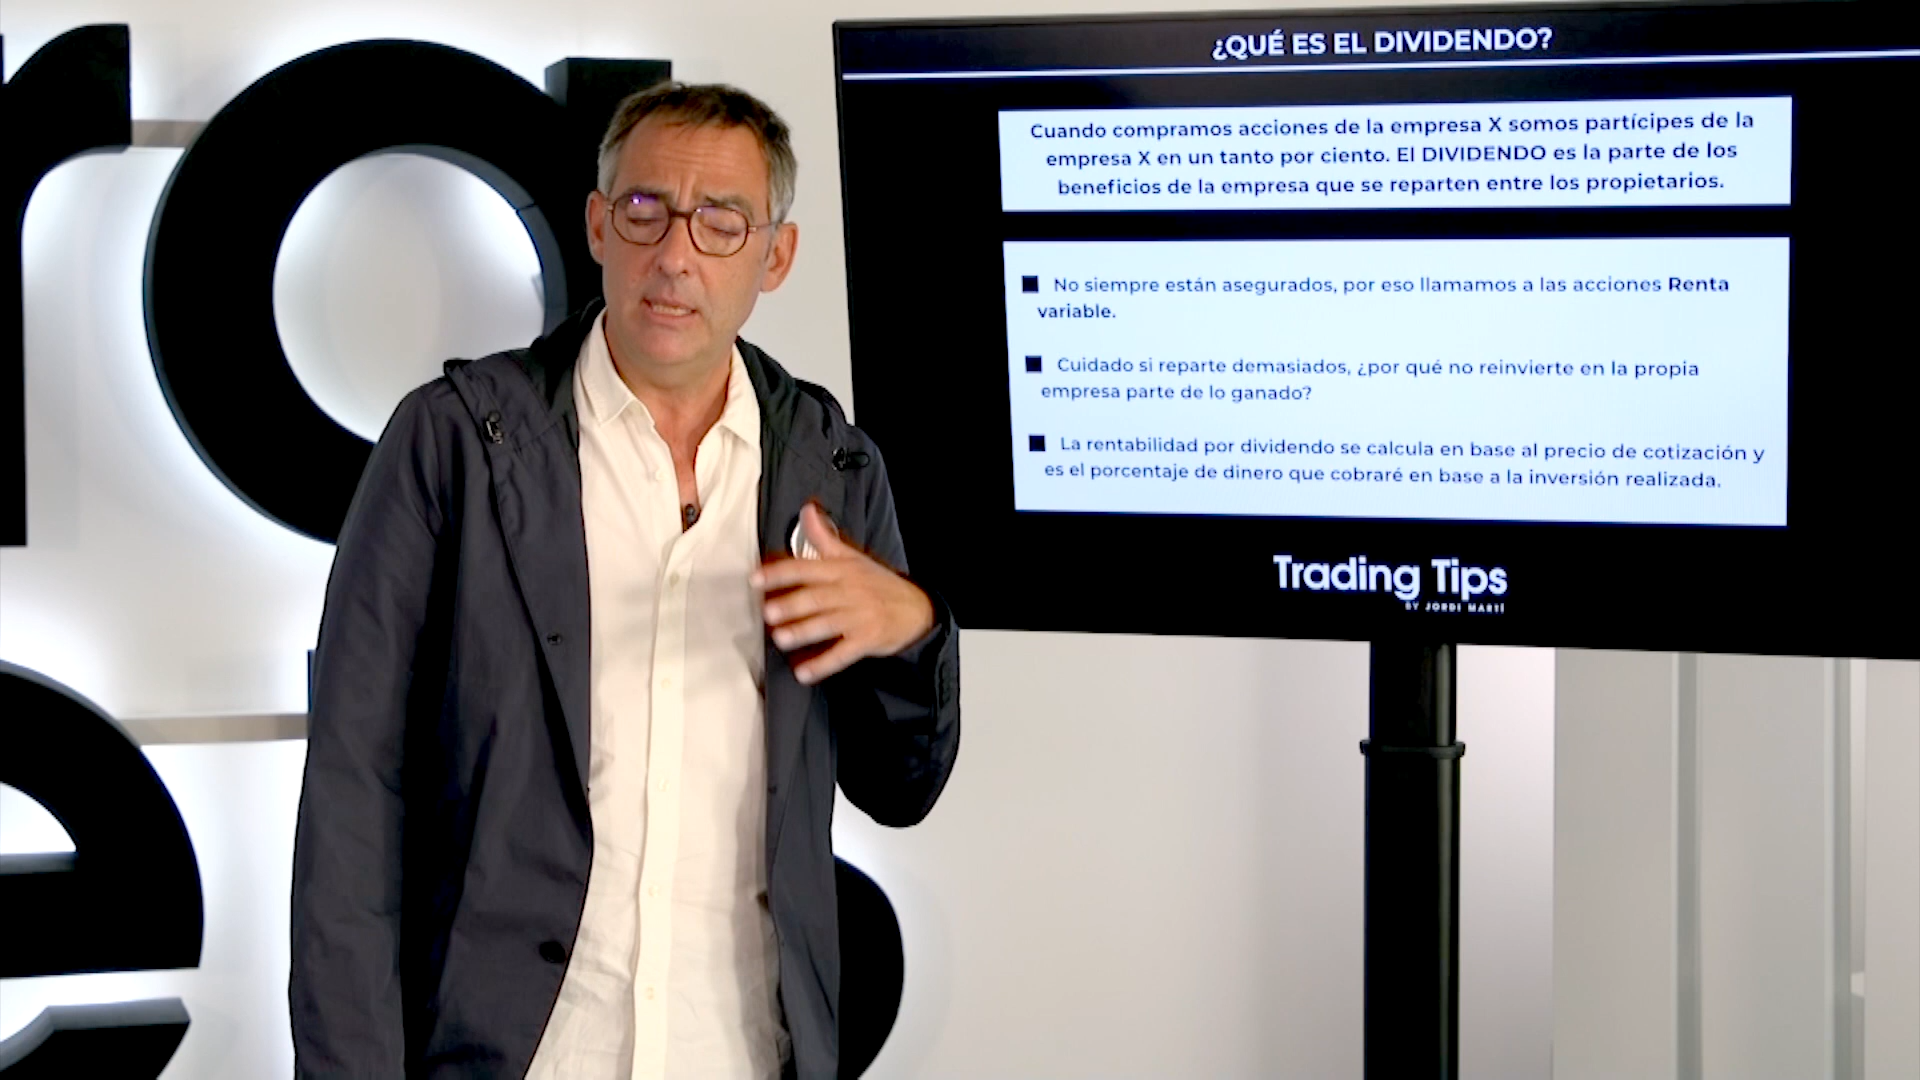 ¿QUÉ ES EL DIVIDENDO?
Cuando compramos acciones de la empresa X somos partícipes de la
empresa X en un tanto por ciento. El DIVIDENDO es la parte de los
beneficios de la empresa que se reparten entre los propietarios.
No siempre están asegurados, por eso llamamos a las acciones Renta
variable.
Cuidado si reparte demasiados, ¿por qué no reinvierte en la propia
empresa parte de lo ganado?
La rentabilidad por dividendo se calcula en base al precio de cotización y
es el porcentaje de dinero que cobraré en base a la inversión realizada.
Trading Tips
BY JORDI MARTÍ